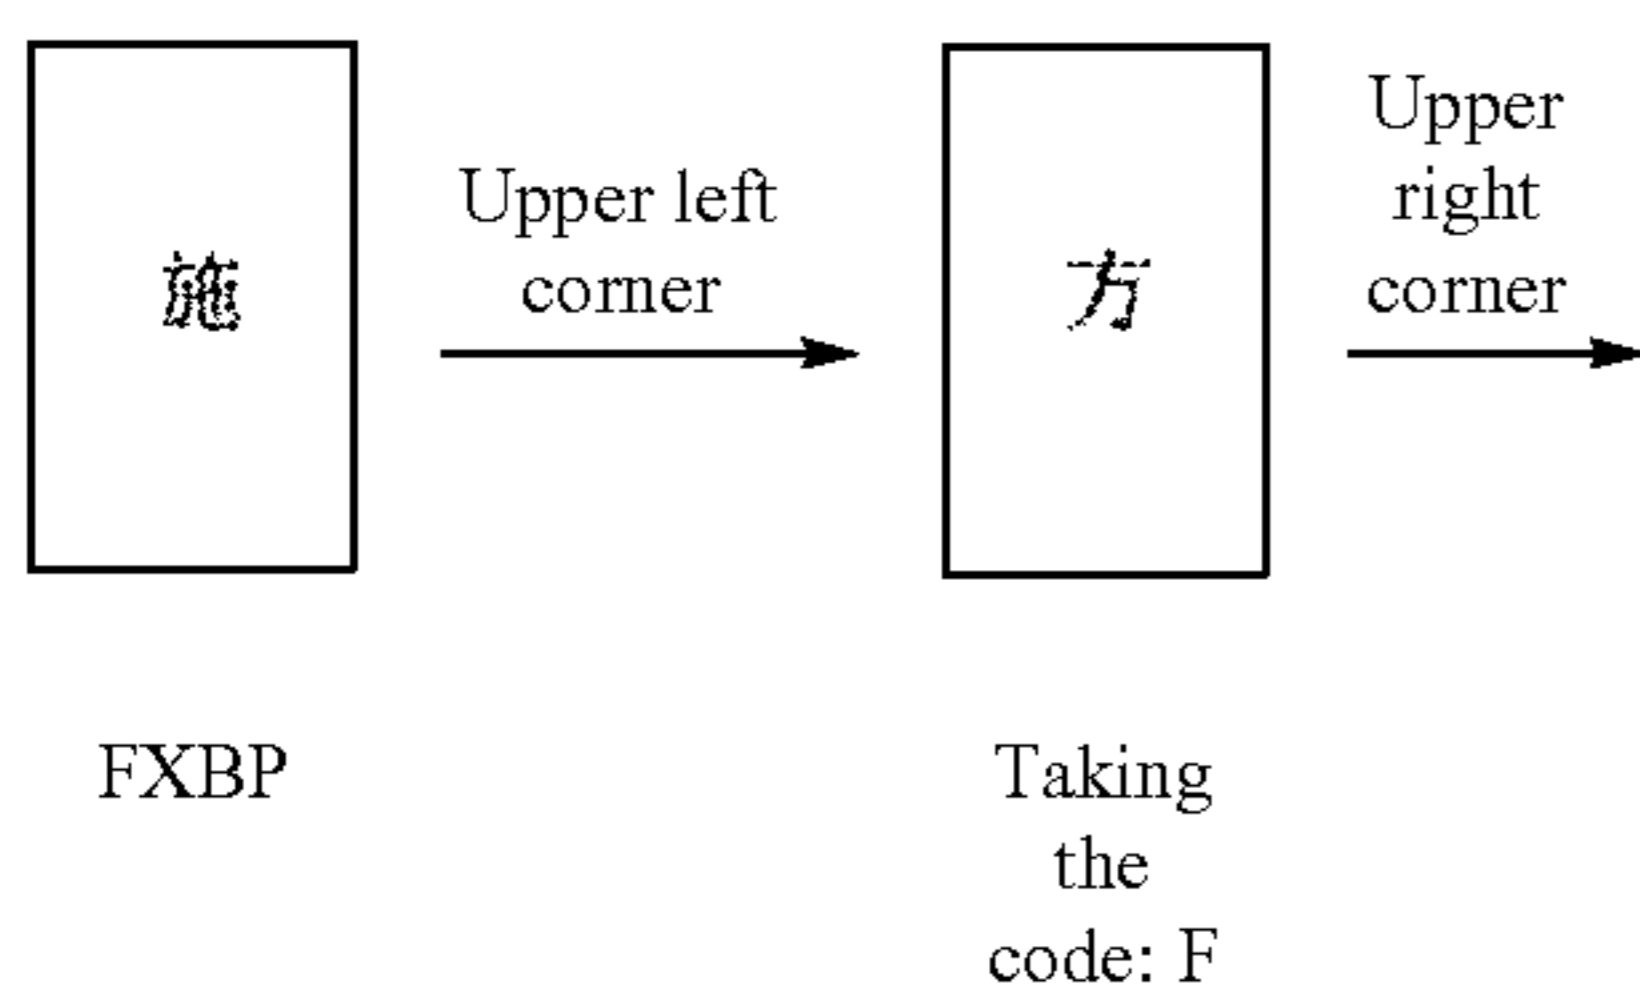 施
Upper left
corner
方
Upper
right
corner
FXBP
Taking
the
code: F